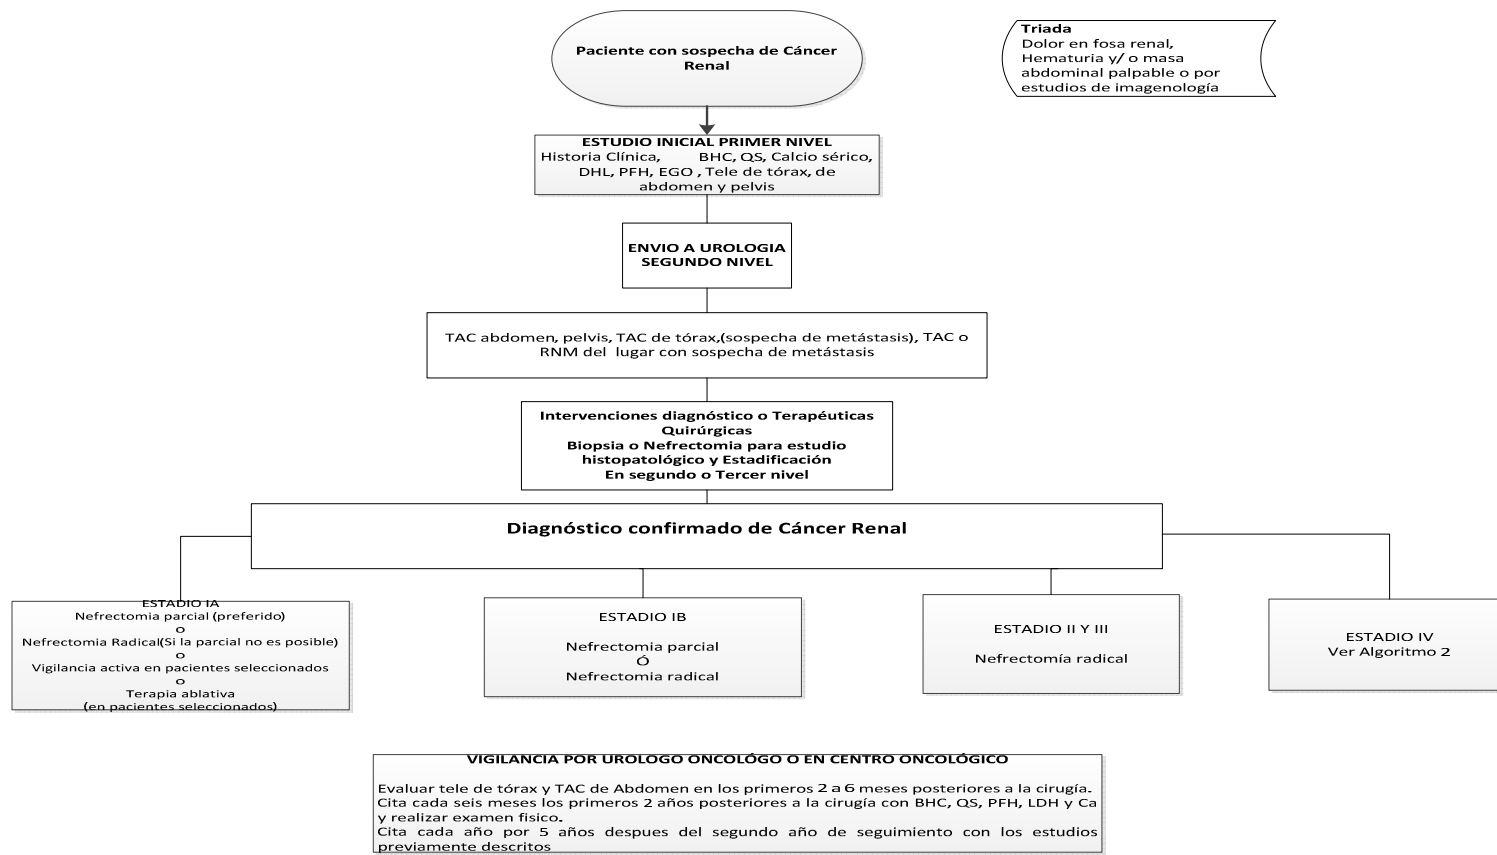 Paciente con sospecha de Cáncer
Renal
Triada
Dolor en fosa renal,
Hematuria y/ o masa
abdominal palpable o por
estudios de imagenología
ESTUDIO INICIAL PRIMER NIVEL
Historia Clínica, BHC, QS, Calcio sérico,
DHL, PFH, EGO , Tele de tórax, de
abdomen y pelvis
ENVIO A UROLOGIA
SEGUNDO NIVEL
TAC abdomen, pelvis, TAC de tórax,(sospecha de metástasis), TAC o
RNM del lugar con sospecha de metástasis
Intervenciones diagnóstico o Terapéuticas
Quirúrgicas
Biopsia o Nefrectomia para estudio
histopatológico y Estadificación
En segundo o Tercer nivel
Diagnóstico confirmado de Cáncer Renal
ESTADIO IA
Nefrectomia parcial (preferido)
o
Nefrectomia Radical(Si la parcial no es posible)
o
Vigilancia activa en pacientes seleccionados
o
Terapia ablativa
(en pacientes seleccionados)
ESTADIO IB
Nefrectomia parcial
Ó
Nefrectomia radical
ESTADIO II Y III
Nefrectomía radical
ESTADIO IV
Ver Algoritmo 2
VIGILANCIA POR UROLOGO ONCOLÓGO O EN CENTRO ONCOLÓGICO
Evaluar tele de tórax y TAC de Abdomen en los primeros 2 a 6 meses posteriores a la cirugía.
Cita cada seis meses los primeros 2 años posteriores a la cirugía con BHC, QS, PFH, LDH y Ca
y realizar examen fisico.
Cita cada año por 5 años despues del segundo año de seguimiento con los estudios
previamente descritos